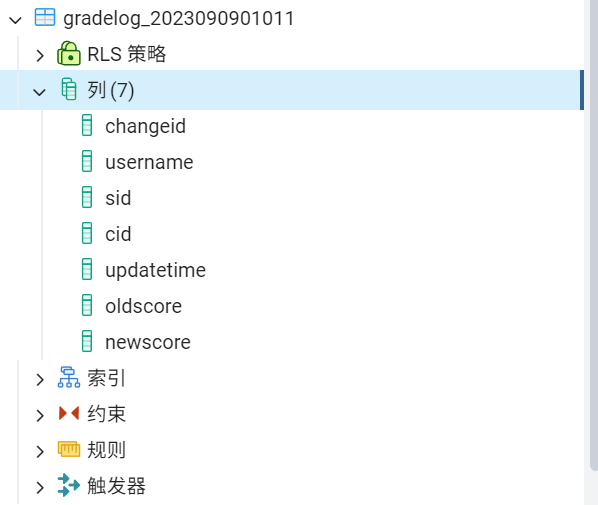 gradelog_2023090901011
RLS 策略
列 (7)
changeid
username
sid
cid
updatetime
oldscore
newscore
索引
约束
规则
触发器